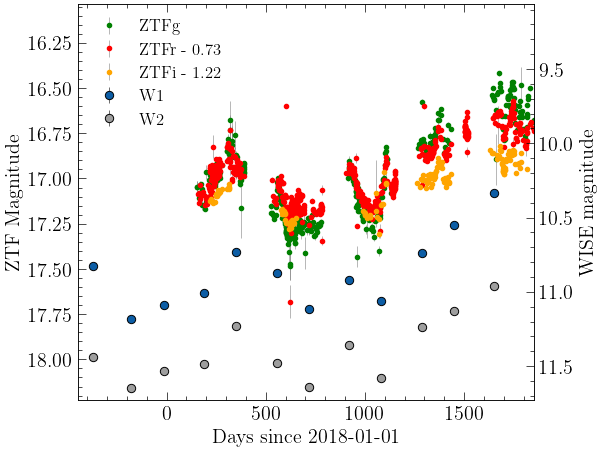 ZTFg
ZTFr - 0.73
ZTFi - 1.22
W1
W2
16.25
16.50
16.75
17.00
17.25
17.50
17.75
18.00
ZTF Magnitude
9.5
10.0
10.5
11.0
11.5
WISE magnitude
0
500
1000
1500
Days since 2018-01-01